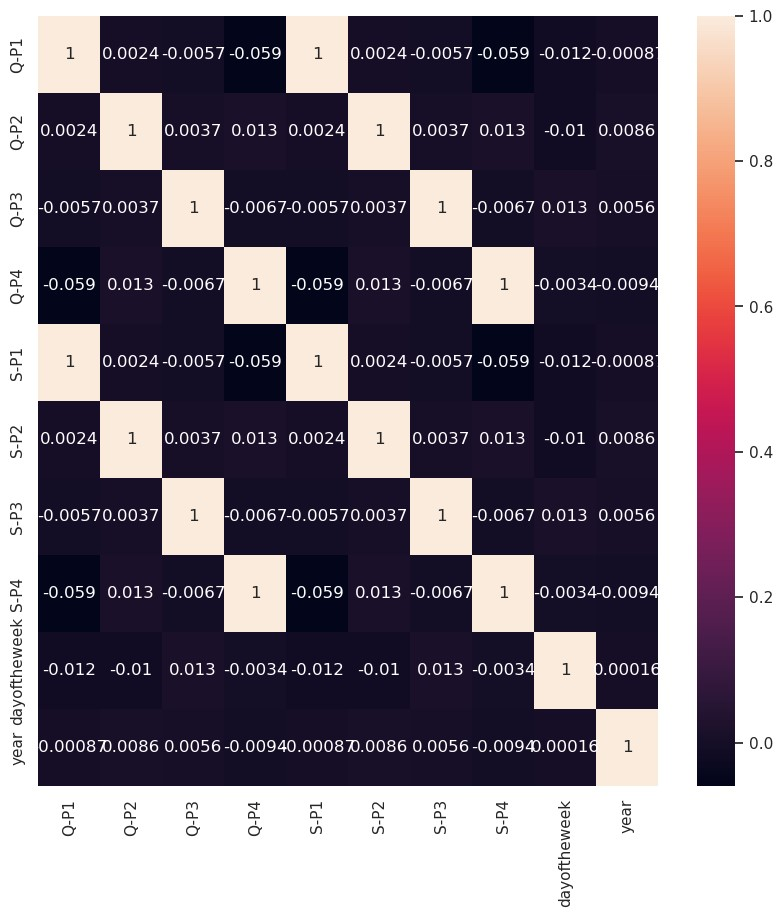 Q-P1 1 0.0024 -0.0057 -0.059 1 0.0024 -0.0057 -0.059 -0.012 -0.00087
Q-P2 0.0024 1 0.0037 0.013 0.0024 1 0.0037 0.013 -0.01 0.0086
Q-P3 -0.0057 0.0037 1 -0.0067 -0.0057 0.0037 1 -0.0067 0.013 0.0056
Q-P4 -0.059 0.013 -0.0067 1 -0.059 0.013 -0.0067 1 -0.0034 -0.0094
S-P1 1 0.0024 -0.0057 -0.059 1 0.0024 -0.0057 -0.059 -0.012 -0.00087
S-P2 0.0024 1 0.0037 0.013 0.0024 1 0.0037 0.013 -0.01 0.0086
S-P3 -0.0057 0.0037 1 -0.0067 -0.0057 0.0037 1 -0.0067 0.013 0.0056
S-P4 -0.059 0.013 -0.0067 1 -0.059 0.013 -0.0067 1 -0.0034 -0.0094
dayoftheweek -0.012 -0.01 0.013 -0.0034 -0.012 -0.01 0.013 -0.0034 1 0.00016
year -0.00087 0.0086 0.0056 -0.0094 -0.00087 0.0086 0.0056 -0.0094 0.00016 1
Q-P1 Q-P2 Q-P3 Q-P4 S-P1 S-P2 S-P3 S-P4 dayoftheweek year
1.0
0.8
0.6
0.4
0.2
0.0